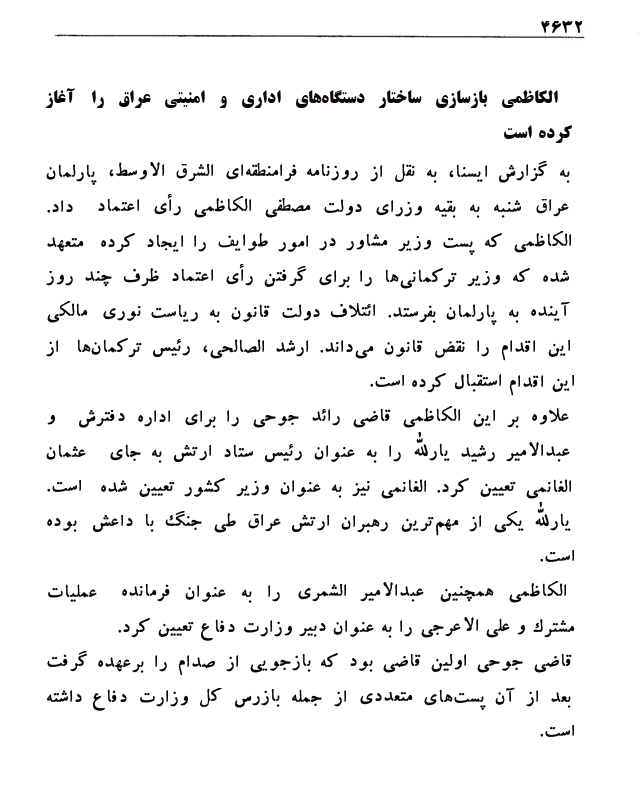 ۴۶۳۲
الکاظمی بازسازی ساختار دستگاه‌های اداری و امنیتی عراق را آغاز
کرده است
به گزارش ایسنا، به نقل از روزنامه فرامنطقه‌ای الشرق الاوسط، پارلمان
عراق شنبه به بقیه وزرای دولت مصطفی الکاظمی رأی اعتماد داد.
الکاظمی که پست وزیر مشاور در امور طوایف را ایجاد کرده متعهد
شده که وزیر ترکمانی‌ها را برای گرفتن رأی اعتماد ظرف چند روز
آینده به پارلمان بفرستد. ائتلاف دولت قانون به ریاست نوری مالکی
این اقدام را نقض قانون می‌داند. ارشد الصالحی، رئیس ترکمان‌ها از
این اقدام استقبال کرده است.
علاوه بر این الکاظمی قاضی رائد جوحی را برای اداره دفترش و
عبدالامیر رشید یارالله را به عنوان رئیس ستاد ارتش به جای عثمان
الغانمی تعیین کرد. الغانمی نیز به عنوان وزیر کشور تعیین شده است.
یارالله یکی از مهم‌ترین رهبران ارتش عراق طی جنگ با داعش بوده
است.
الکاظمی همچنین عبدالامیر الشمری را به عنوان فرمانده عملیات
مشترک و علی الاعرجی را به عنوان دبیر وزارت دفاع تعیین کرد.
قاضی جوحی اولین قاضی بود که بازجویی از صدام را برعهده گرفت
بعد از آن پست‌های متعددی از جمله بازرس کل وزارت دفاع داشته
است.